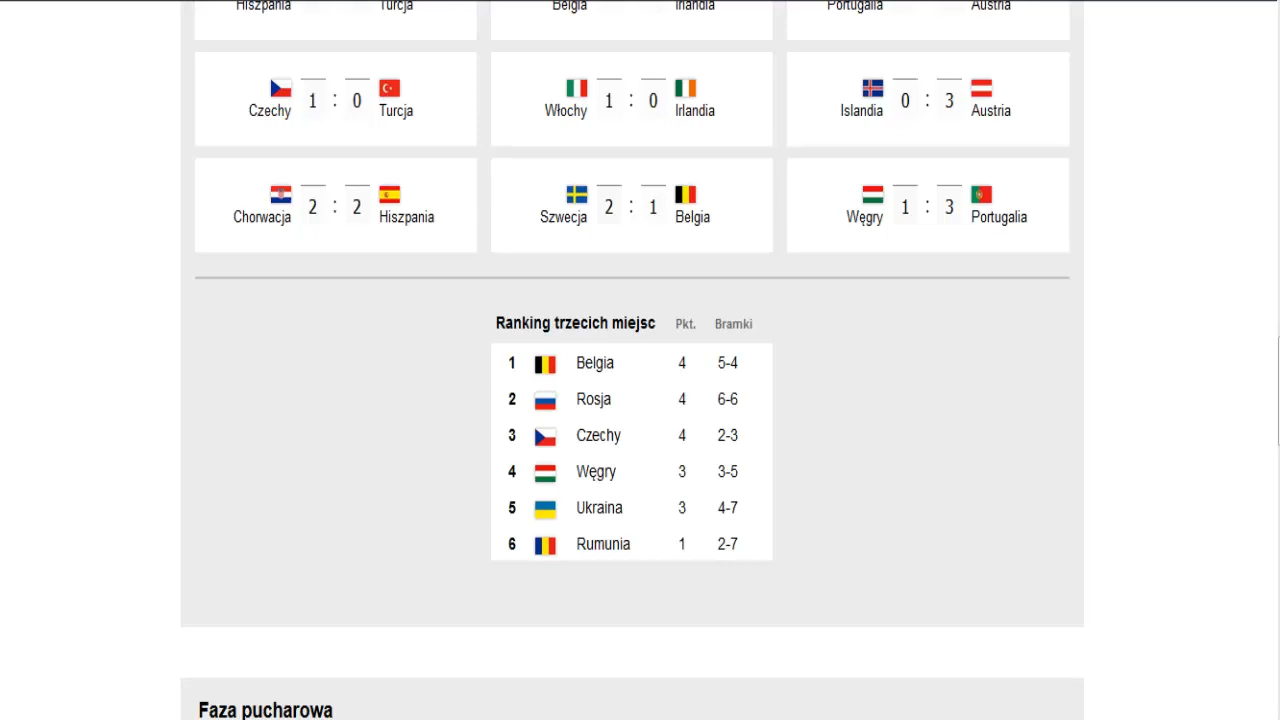 Hiszpania Turcja Belgia Irlandia Portugalia Austria
1 : 0 1 : 0 0 : 3
Czechy Turcja Włochy Irlandia Islandia Austria
2 : 2 2 : 1 1 : 3
Chorwacja Hiszpania Szwecja Belgia Węgry Portugalia
Ranking trzecich miejsc Pkt. Bramki
1 Belgia 4 5-4
2 Rosja 4 6-6
3 Czechy 4 2-3
4 Węgry 3 3-5
5 Ukraina 3 4-7
6 Rumunia 1 2-7
Faza pucharowa